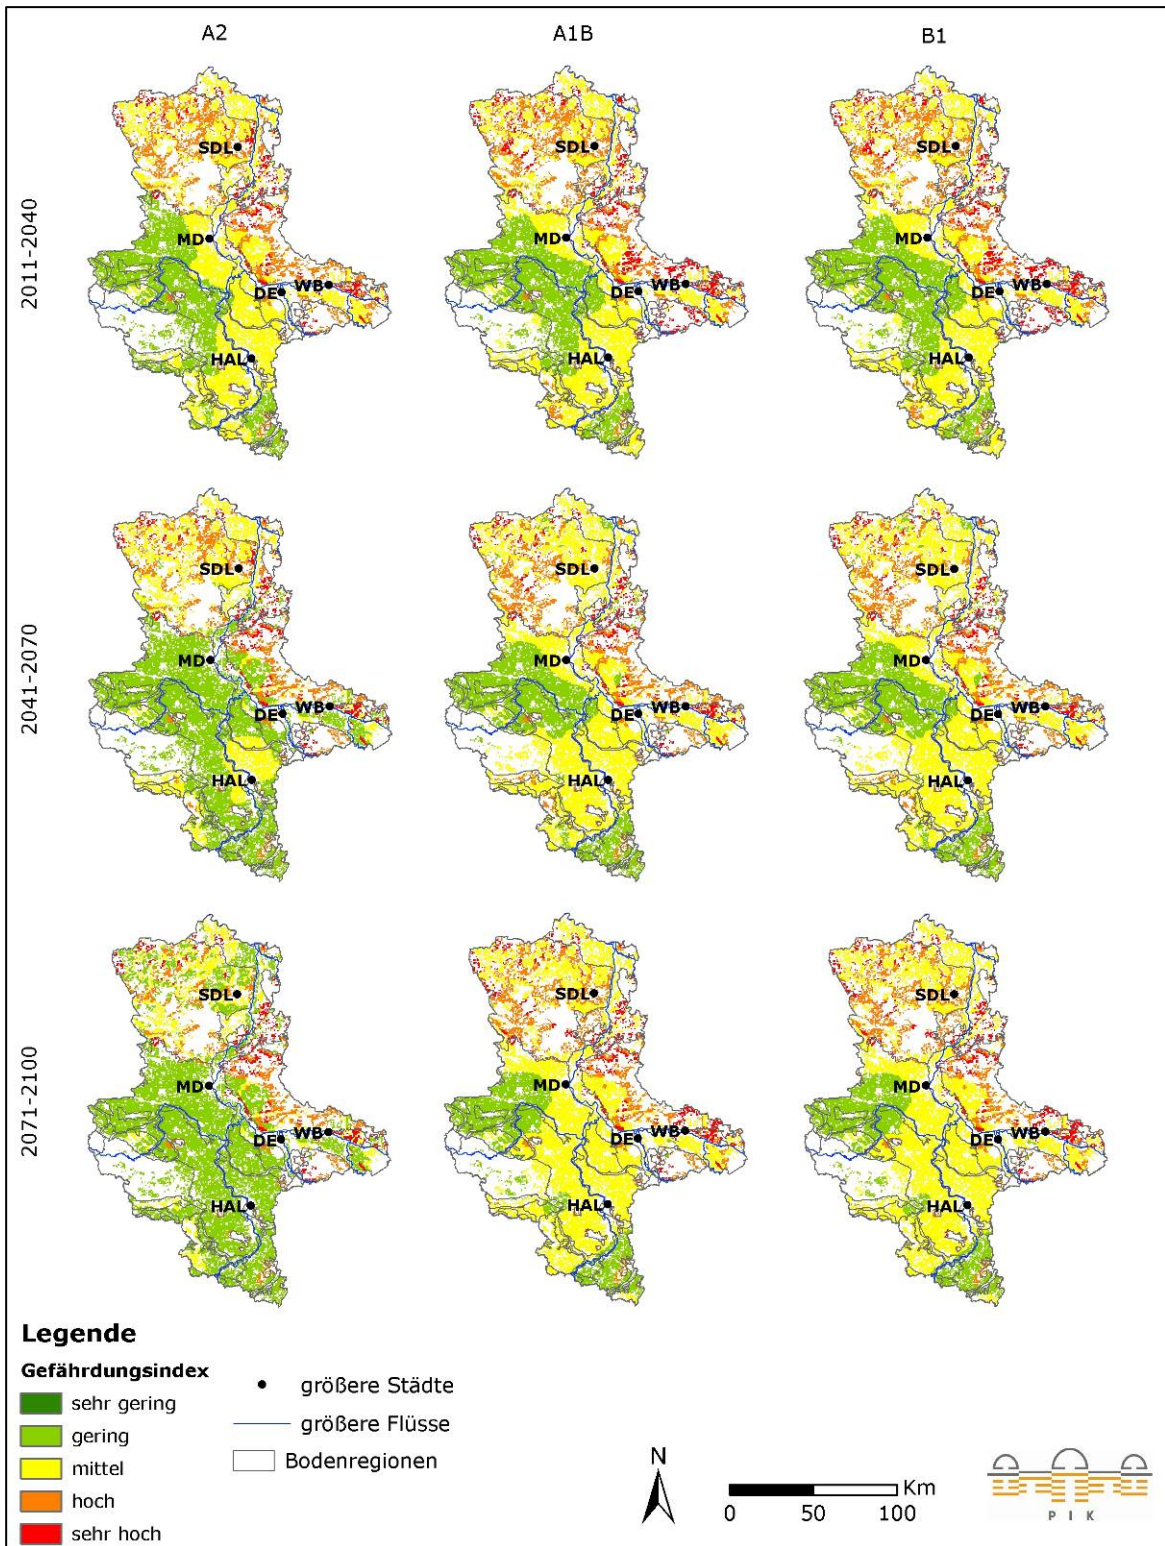 A2 A1B B1
2011-2040
SDL SDL SDL
MD MD MD
DE WB DE WB DE WB
HAL HAL HAL
2041-2070
SDL SDL SDL
MD MD MD
DE WB DE WB DE WB
HAL HAL HAL
2071-2100
SDL SDL SDL
MD MD MD
DE WB DE WB DE WB
HAL HAL HAL
Legende
Gefährdungsindex
sehr gering
gering
mittel
hoch
sehr hoch
größere Städte
größere Flüsse
Bodenregionen
N
Km
0 50 100
P I K